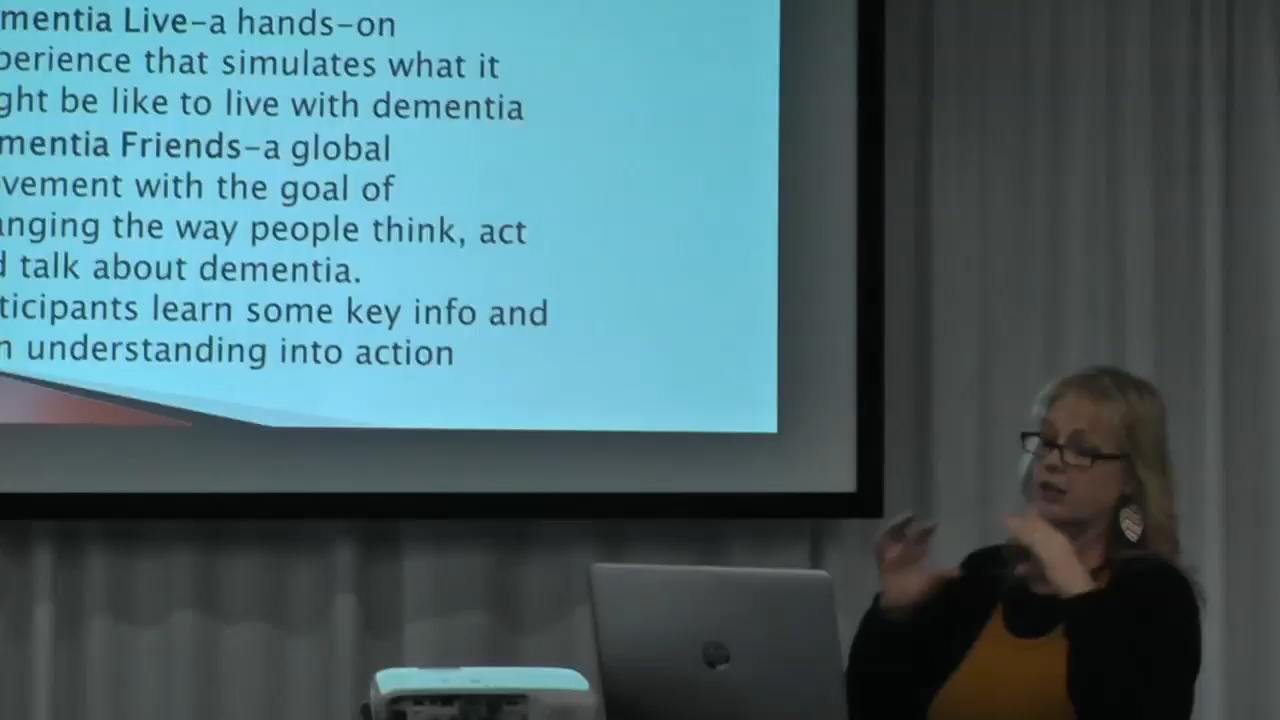 mentia Live–a hands–on
perience that simulates what it
ght be like to live with dementia
mentia Friends–a global
vement with the goal of
anging the way people think, act
d talk about dementia.
ticipants learn some key info and
n understanding into action
hp